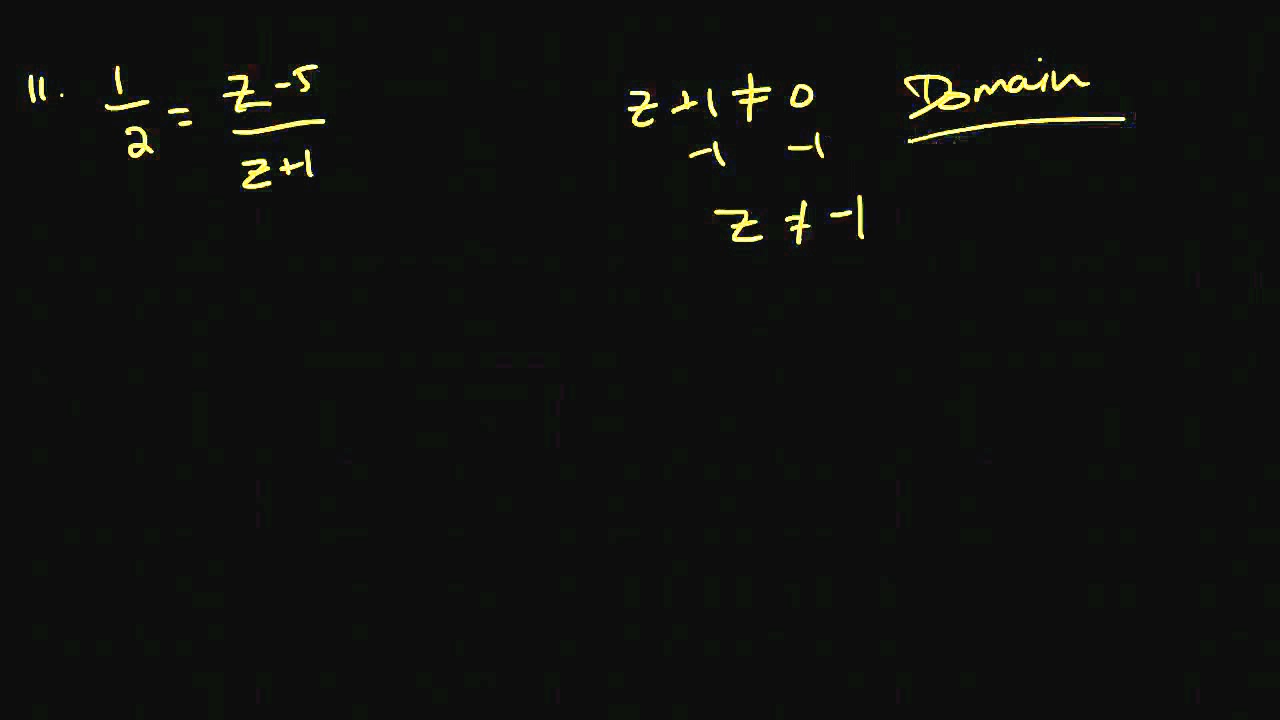 11. 1/2 = z-5/z+1
z+1 ≠ 0 Domain
-1 -1
z ≠ -1